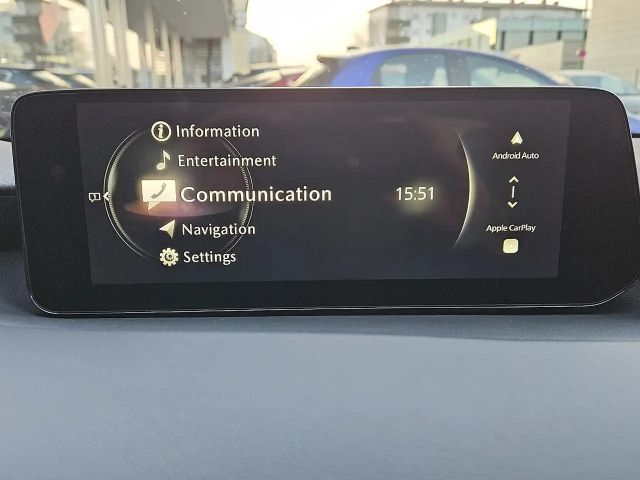 Information
Entertainment
Communication
Navigation
Settings
15:51
Android Auto
Apple CarPlay